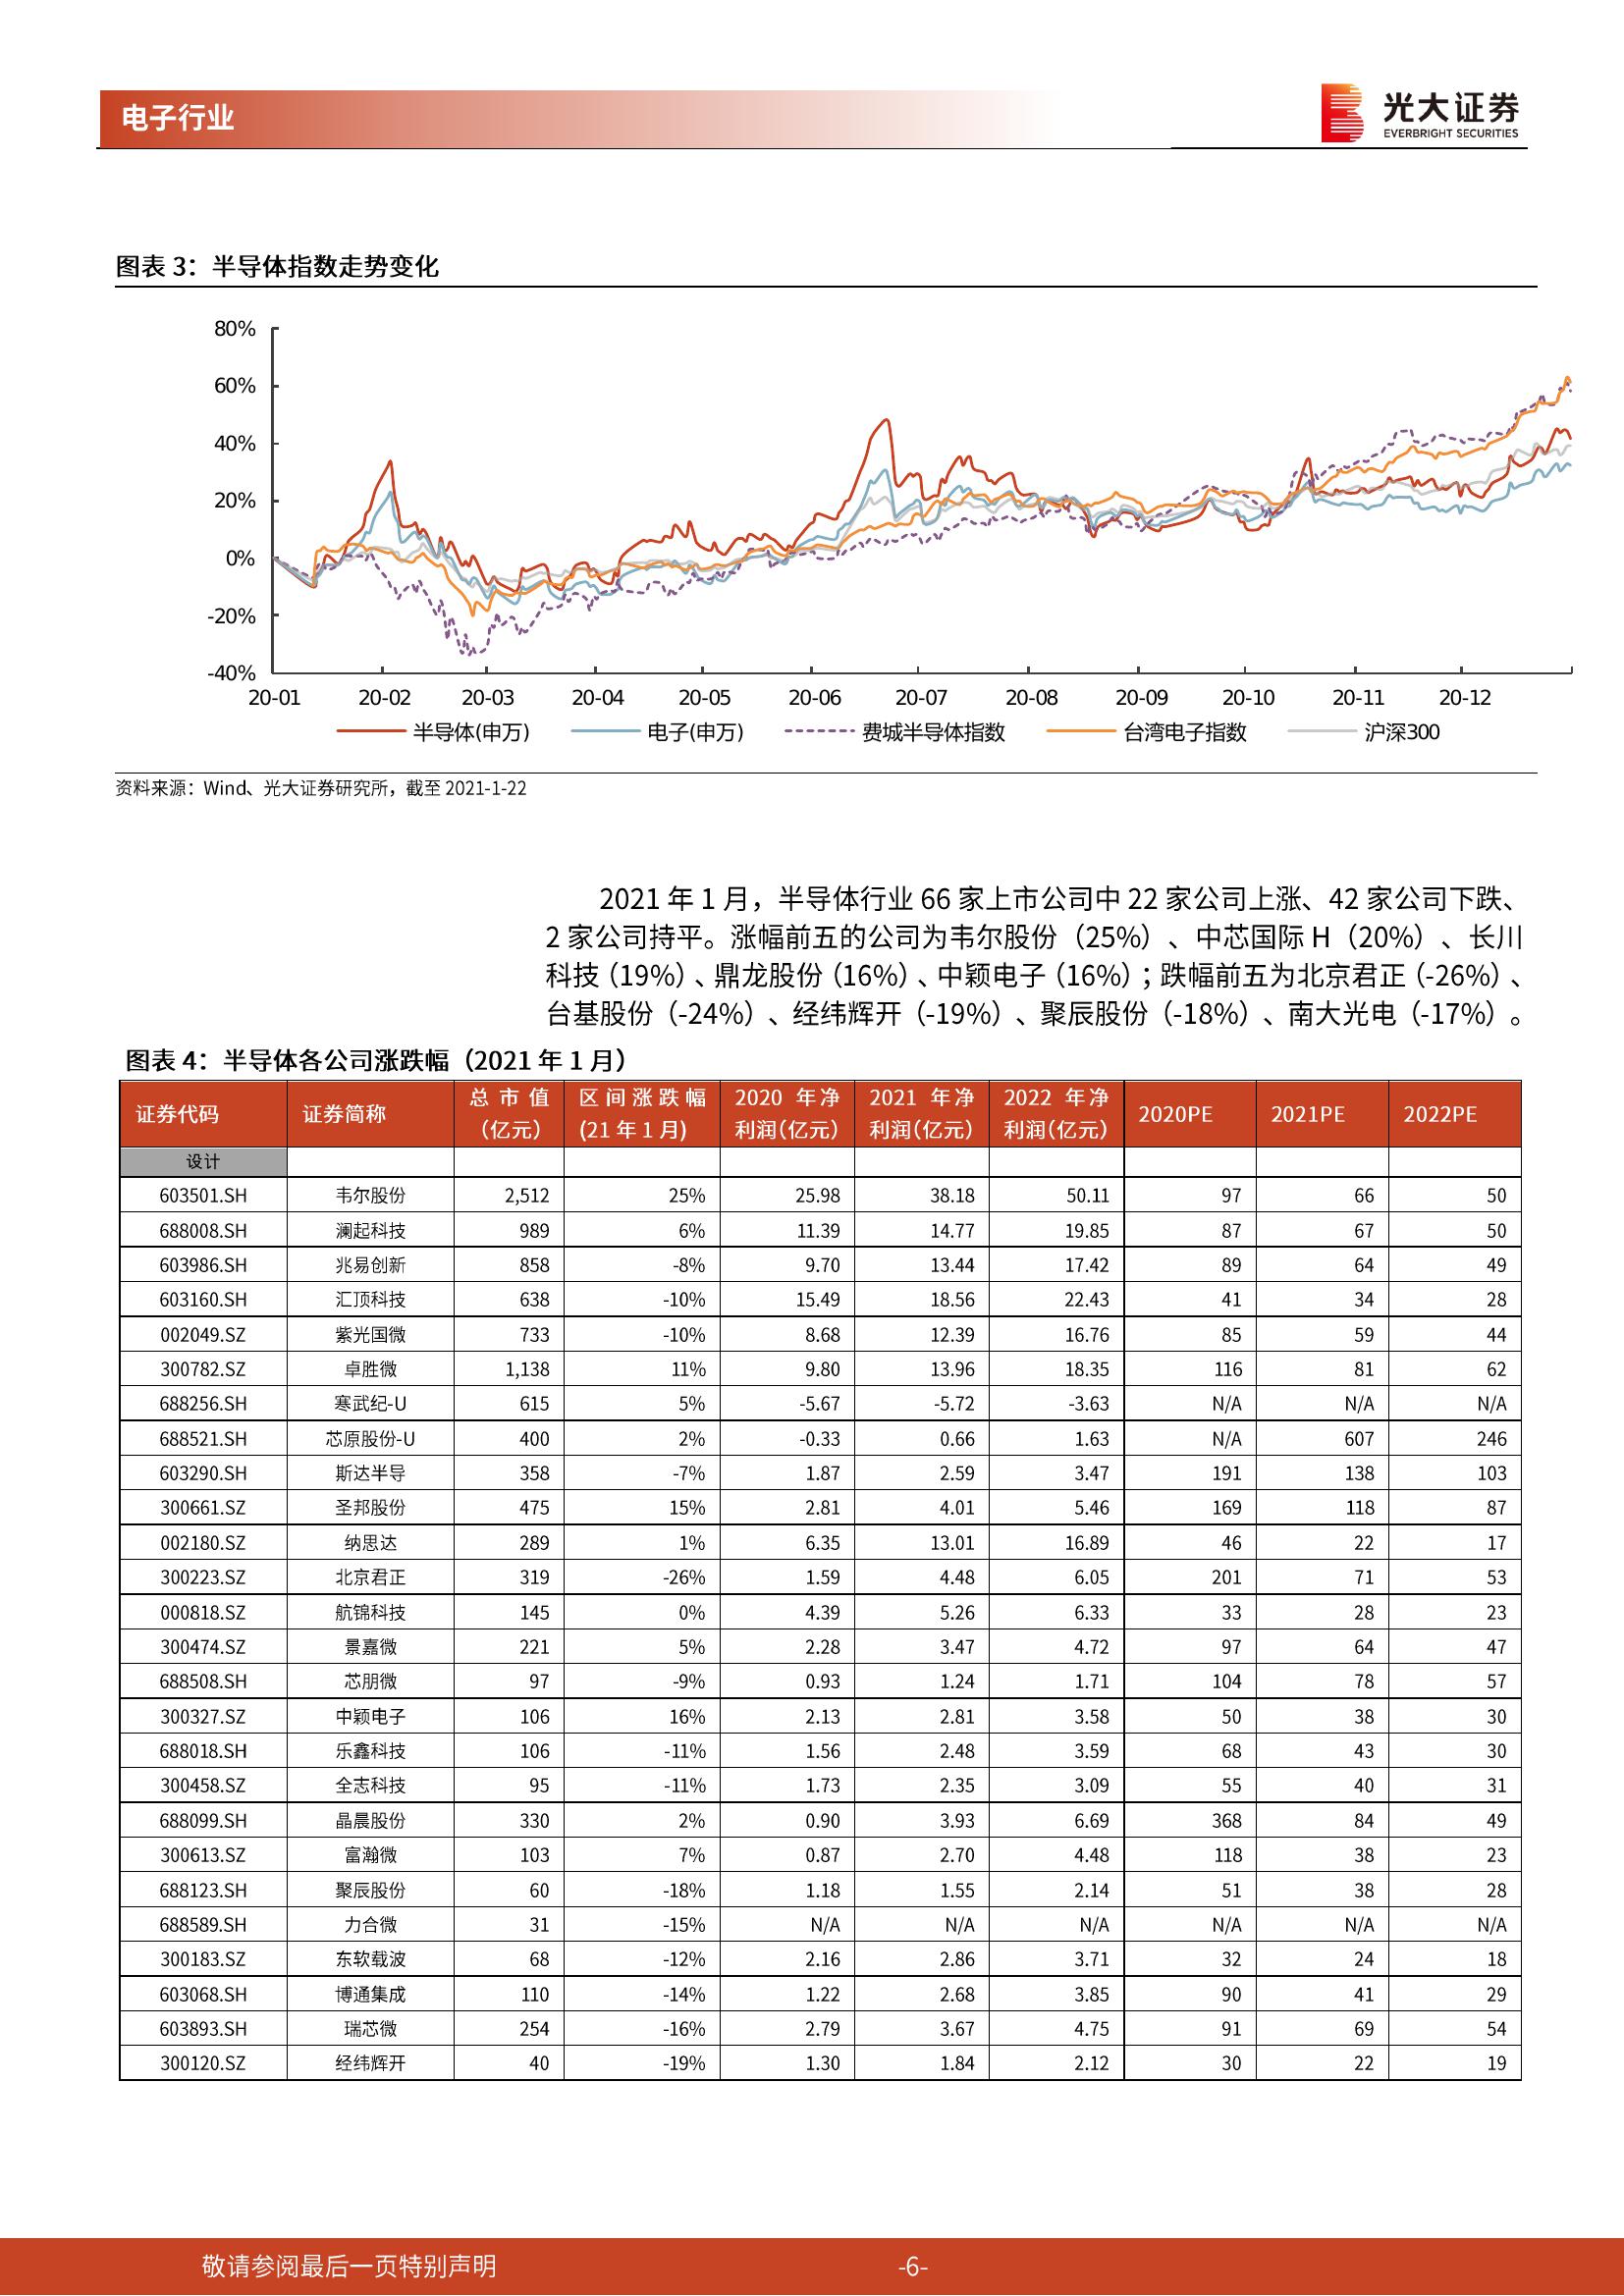 电子行业
光大证券
EVERBRIGHT SECURITIES
图表 3：半导体指数走势变化
80%
60%
40%
20%
0%
-20%
-40%
20-01 20-02 20-03 20-04 20-05 20-06 20-07 20-08 20-09 20-10 20-11 20-12
半导体(申万) 电子(申万) 费城半导体指数 台湾电子指数 沪深300
资料来源：Wind、光大证券研究所，截至 2021-1-22
2021 年 1 月，半导体行业 66 家上市公司中 22 家公司上涨、42 家公司下跌、
2 家公司持平。涨幅前五的公司为韦尔股份（25%）、中芯国际 H（20%）、长川
科技（19%）、鼎龙股份（16%）、中颖电子（16%）；跌幅前五为北京君正（-26%）、
台基股份（-24%）、经纬辉开（-19%）、聚辰股份（-18%）、南大光电（-17%）。
图表 4：半导体各公司涨跌幅（2021 年 1 月）
证券代码 证券简称 总市值（亿元） 区间涨跌幅(21 年 1 月) 2020 年净利润（亿元） 2021 年净利润（亿元） 2022 年净利润（亿元） 2020PE 2021PE 2022PE
设计
603501.SH 韦尔股份 2,512 25% 25.98 38.18 50.11 97 66 50
688008.SH 澜起科技 989 6% 11.39 14.77 19.85 87 67 50
603986.SH 兆易创新 858 -8% 9.70 13.44 17.42 89 64 49
603160.SH 汇顶科技 638 -10% 15.49 18.56 22.43 41 34 28
002049.SZ 紫光国微 733 -10% 8.68 12.39 16.76 85 59 44
300782.SZ 卓胜微 1,138 11% 9.80 13.96 18.35 116 81 62
688256.SH 寒武纪-U 615 5% -5.67 -5.72 -3.63 N/A N/A N/A
688521.SH 芯原股份-U 400 2% -0.33 0.66 1.63 N/A 607 246
603290.SH 斯达半导 358 -7% 1.87 2.59 3.47 191 138 103
300661.SZ 圣邦股份 475 15% 2.81 4.01 5.46 169 118 87
002180.SZ 纳思达 289 1% 6.35 13.01 16.89 46 22 17
300223.SZ 北京君正 319 -26% 1.59 4.48 6.05 201 71 53
000818.SZ 航锦科技 145 0% 4.39 5.26 6.33 33 28 23
300474.SZ 景嘉微 221 5% 2.28 3.47 4.72 97 64 47
688508.SH 芯朋微 97 -9% 0.93 1.24 1.71 104 78 57
300327.SZ 中颖电子 106 16% 2.13 2.81 3.58 50 38 30
688018.SH 乐鑫科技 106 -11% 1.56 2.48 3.59 68 43 30
300458.SZ 全志科技 95 -11% 1.73 2.35 3.09 55 40 31
688099.SH 晶晨股份 330 2% 0.90 3.93 6.69 368 84 49
300613.SZ 富瀚微 103 7% 0.87 2.70 4.48 118 38 23
688123.SH 聚辰股份 60 -18% 1.18 1.55 2.14 51 38 28
688589.SH 力合微 31 -15% N/A N/A N/A N/A N/A N/A
300183.SZ 东软载波 68 -12% 2.16 2.86 3.71 32 24 18
603068.SH 博通集成 110 -14% 1.22 2.68 3.85 90 41 29
603893.SH 瑞芯微 254 -16% 2.79 3.67 4.75 91 69 54
300120.SZ 经纬辉开 40 -19% 1.30 1.84 2.12 30 22 19
敬请参阅最后一页特别声明 -6-